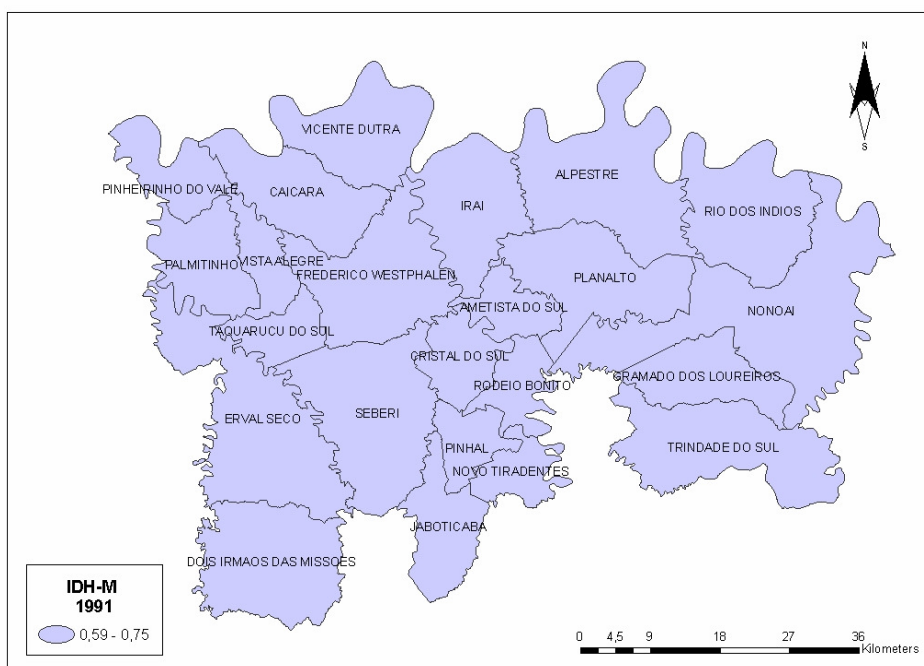 N
S
VICENTE DUTRA
ALPESTRE
PINHEIRINHO DO VALE
CAICARA
IRAI
RIO DOS INDIOS
PALMITINHO
VISTA ALEGRE
FREDERICO WESTPHALEN
PLANALTO
AMETISTA DO SUL
NONOAI
TAQUARUCU DO SUL
CRISTAL DO SUL
RODEIO BONITO
GRAMADO DOS LOUREIROS
ERVAL SECO
SEBERI
PINHAL
TRINDADE DO SUL
NOVO TIRADENTES
JABOTICABA
DOIS IRMAOS DAS MISSOES
IDH-M
1991
0,59 - 0,75
0 4,5 9 18 27 36
Kilometers